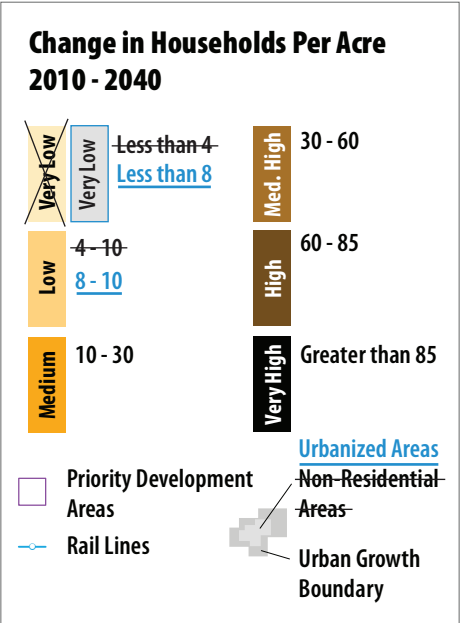 Change in Households Per Acre
2010 - 2040
Very Low
Very Low
Less than 4
Less than 8
Low
4 - 10
8 - 10
Medium
10 - 30
Med. High
30 - 60
High
60 - 85
Very High
Greater than 85
Priority Development
Areas
Rail Lines
Urbanized Areas
Non-Residential
Areas
Urban Growth
Boundary